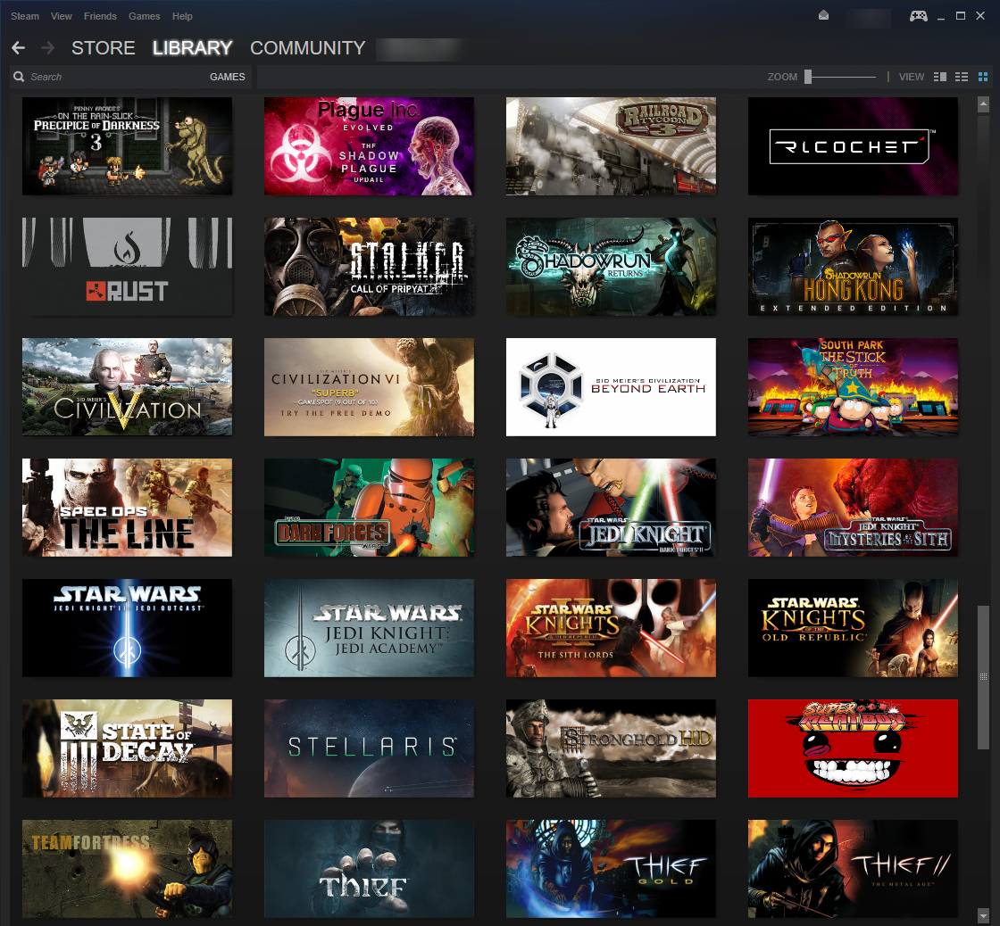 Steam View Friends Games Help
STORE LIBRARY COMMUNITY
Search GAMES ZOOM VIEW
PENNY ARCADE'S
ON THE RAIN-SLICK
PRECIPICE OF DARKNESS
3
Plague Inc.
EVOLVED
THE
SHADOW
PLAGUE
UPDATE
RAILROAD
TYCOON
3
RICOCHET™
RUST
S.T.A.L.K.E.R.
CALL OF PRIPYAT
SHADOWRUN
RETURNS
SHADOWRUN
HONG KONG
EXTENDED EDITION
SID MEIER'S
CIVILIZATION V
SID MEIER'S
CIVILIZATION VI
"SUPERB"
—GAMESPOT (9 OUT OF 10)
TRY THE FREE DEMO
SID MEIER'S CIVILIZATION
BEYOND EARTH
SOUTH PARK
THE STICK
OF
TRUTH
SPEC OPS
THE LINE
STAR WARS
DARK FORCES
STAR WARS
JEDI KNIGHT
DARK FORCES II
STAR WARS
JEDI KNIGHT
MYSTERIES OF THE SITH
STAR WARS
JEDI KNIGHT II JEDI OUTCAST™
STAR WARS
JEDI KNIGHT:
JEDI ACADEMY™
II
STAR WARS
KNIGHTS
OF THE
OLD REPUBLIC
THE SITH LORDS
STAR WARS
KNIGHTS
OF THE
OLD REPUBLIC
STATE OF
DECAY
STELLARIS
STRONGHOLD HD
SUPER
MEAT BOY
TEAM FORTRESS
THIEF
THIEF
GOLD
THIEF II
THE METAL AGE™